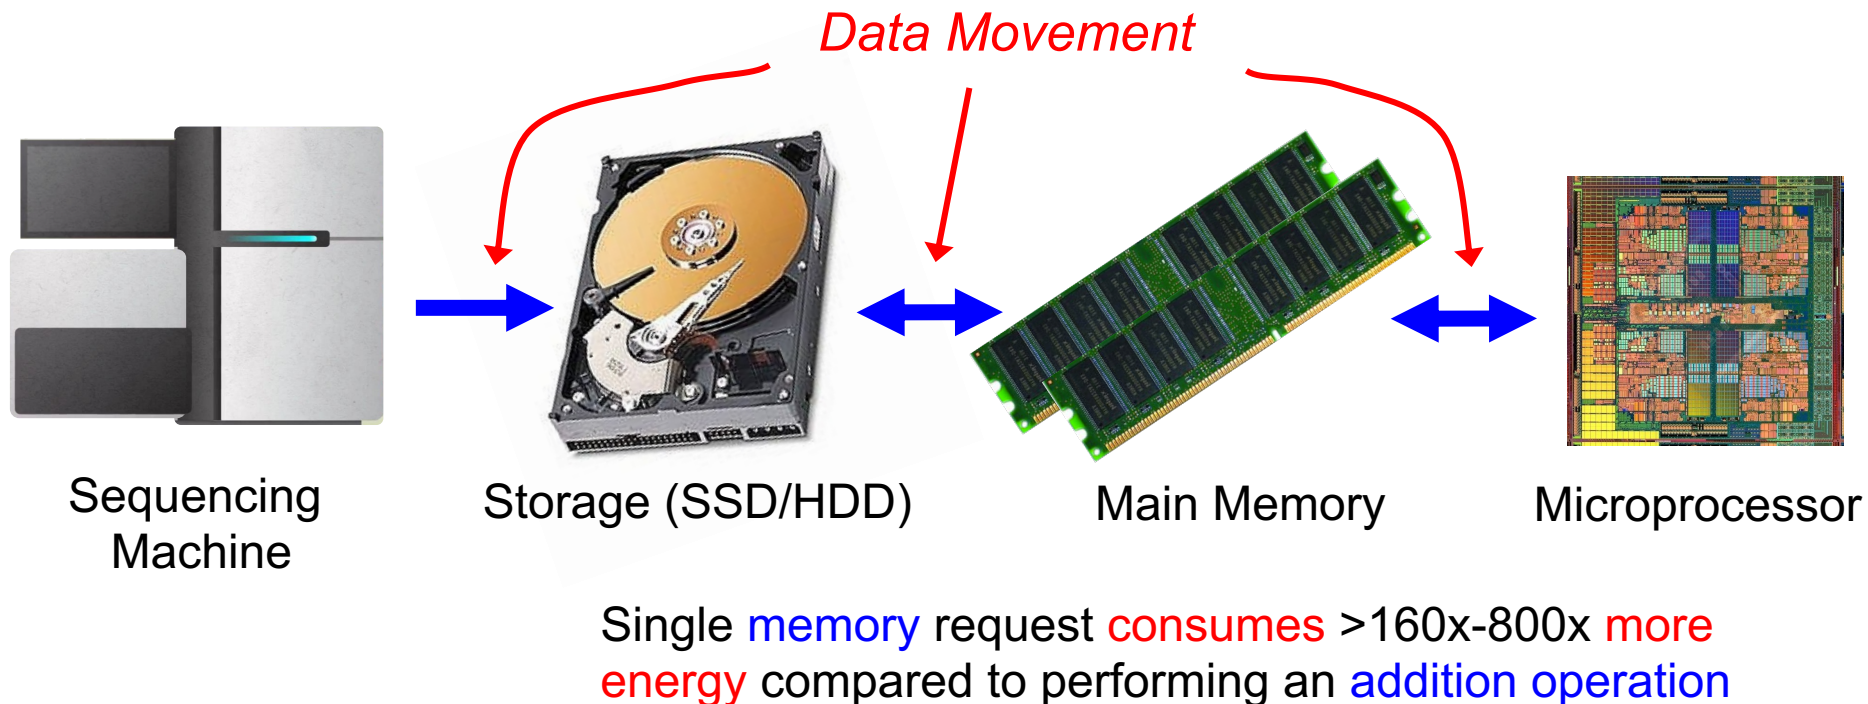 Data Movement
Sequencing
Machine
Storage (SSD/HDD)
Main Memory
Microprocessor
Single memory request consumes >160x-800x more
energy compared to performing an addition operation